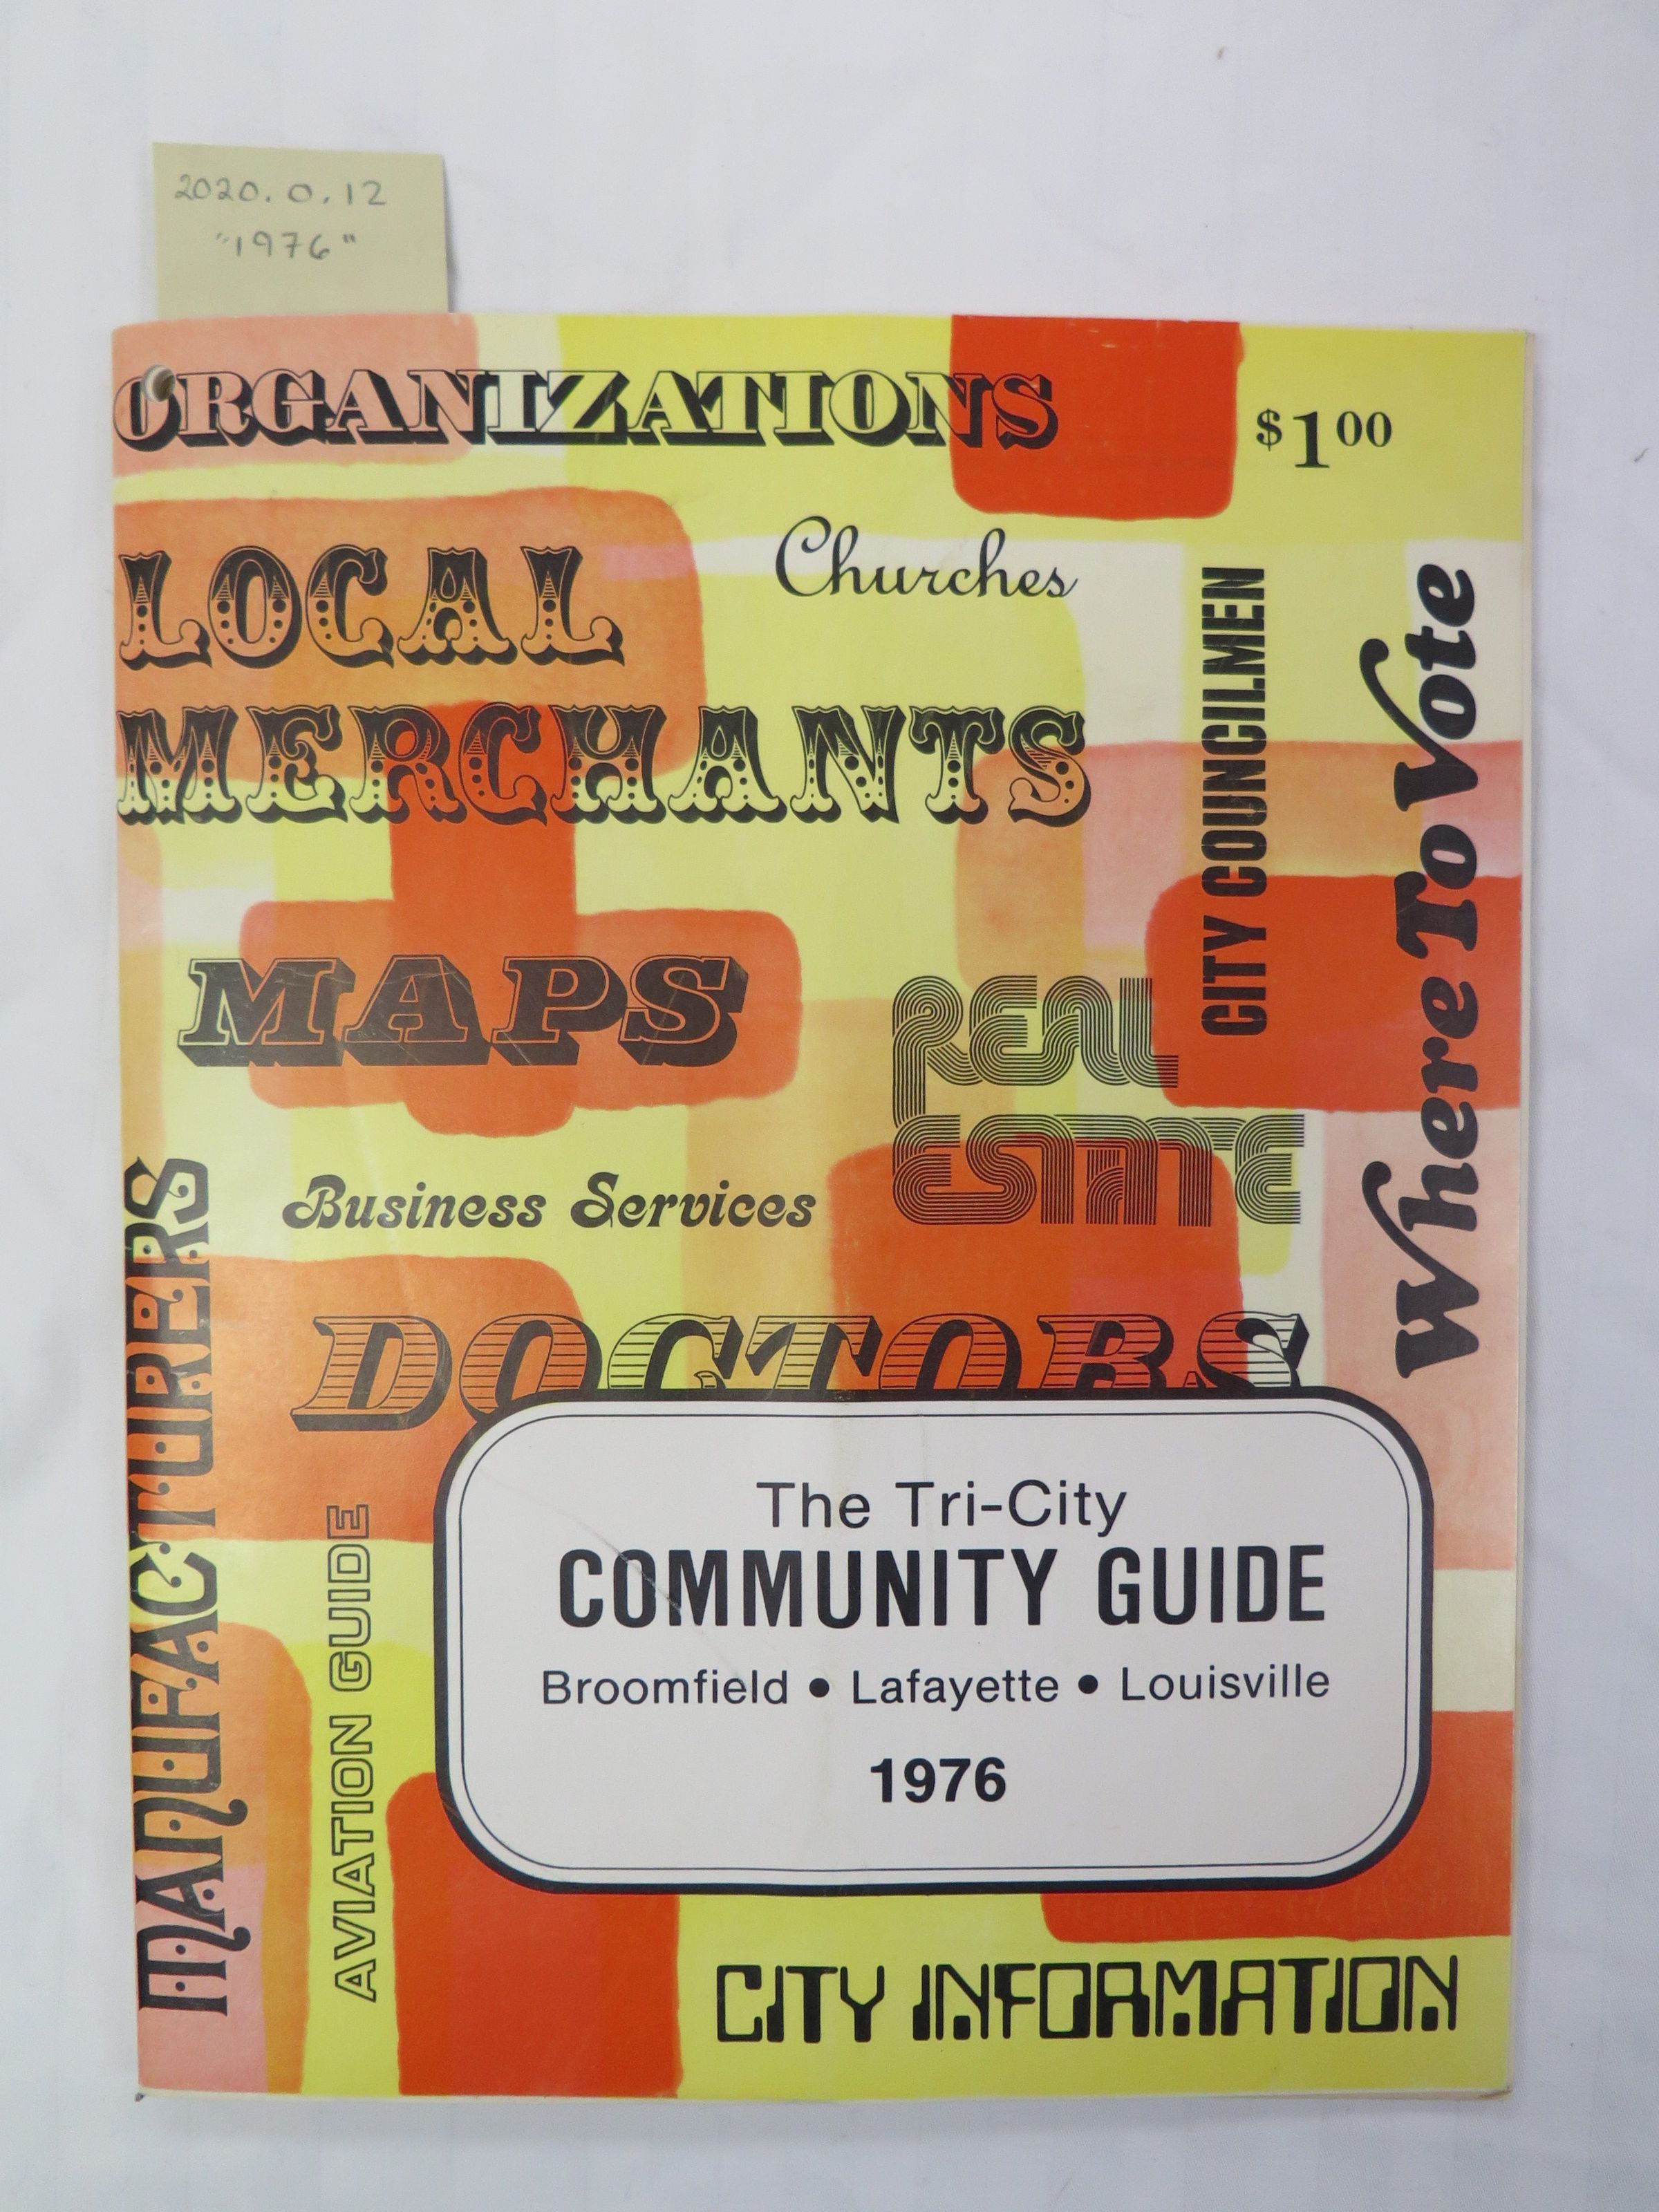 2020.0.12
"1976"
ORGANIZATIONS
$1.00
LOCAL
MERCHANTS
Churches
CITY COUNCILMEN
Where To Vote
MAPS
REAL
ESTATE
Business Services
MANUFACTURERS
DOCTORS
AVIATION GUIDE
The Tri-City
COMMUNITY GUIDE
Broomfield • Lafayette • Louisville
1976
CITY INFORMATION